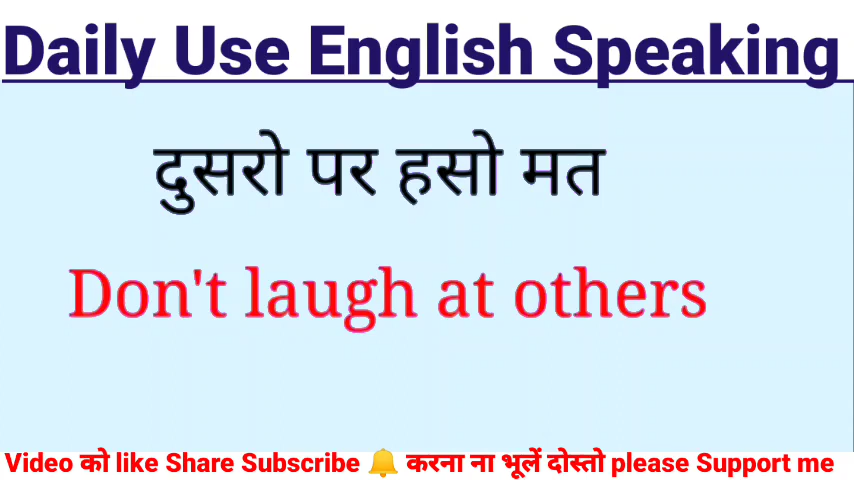 Daily Use English Speaking
दुसरो पर हसो मत
Don't laugh at others
Video को like Share Subscribe 🔔 करना ना भूलें दोस्तो please Support me